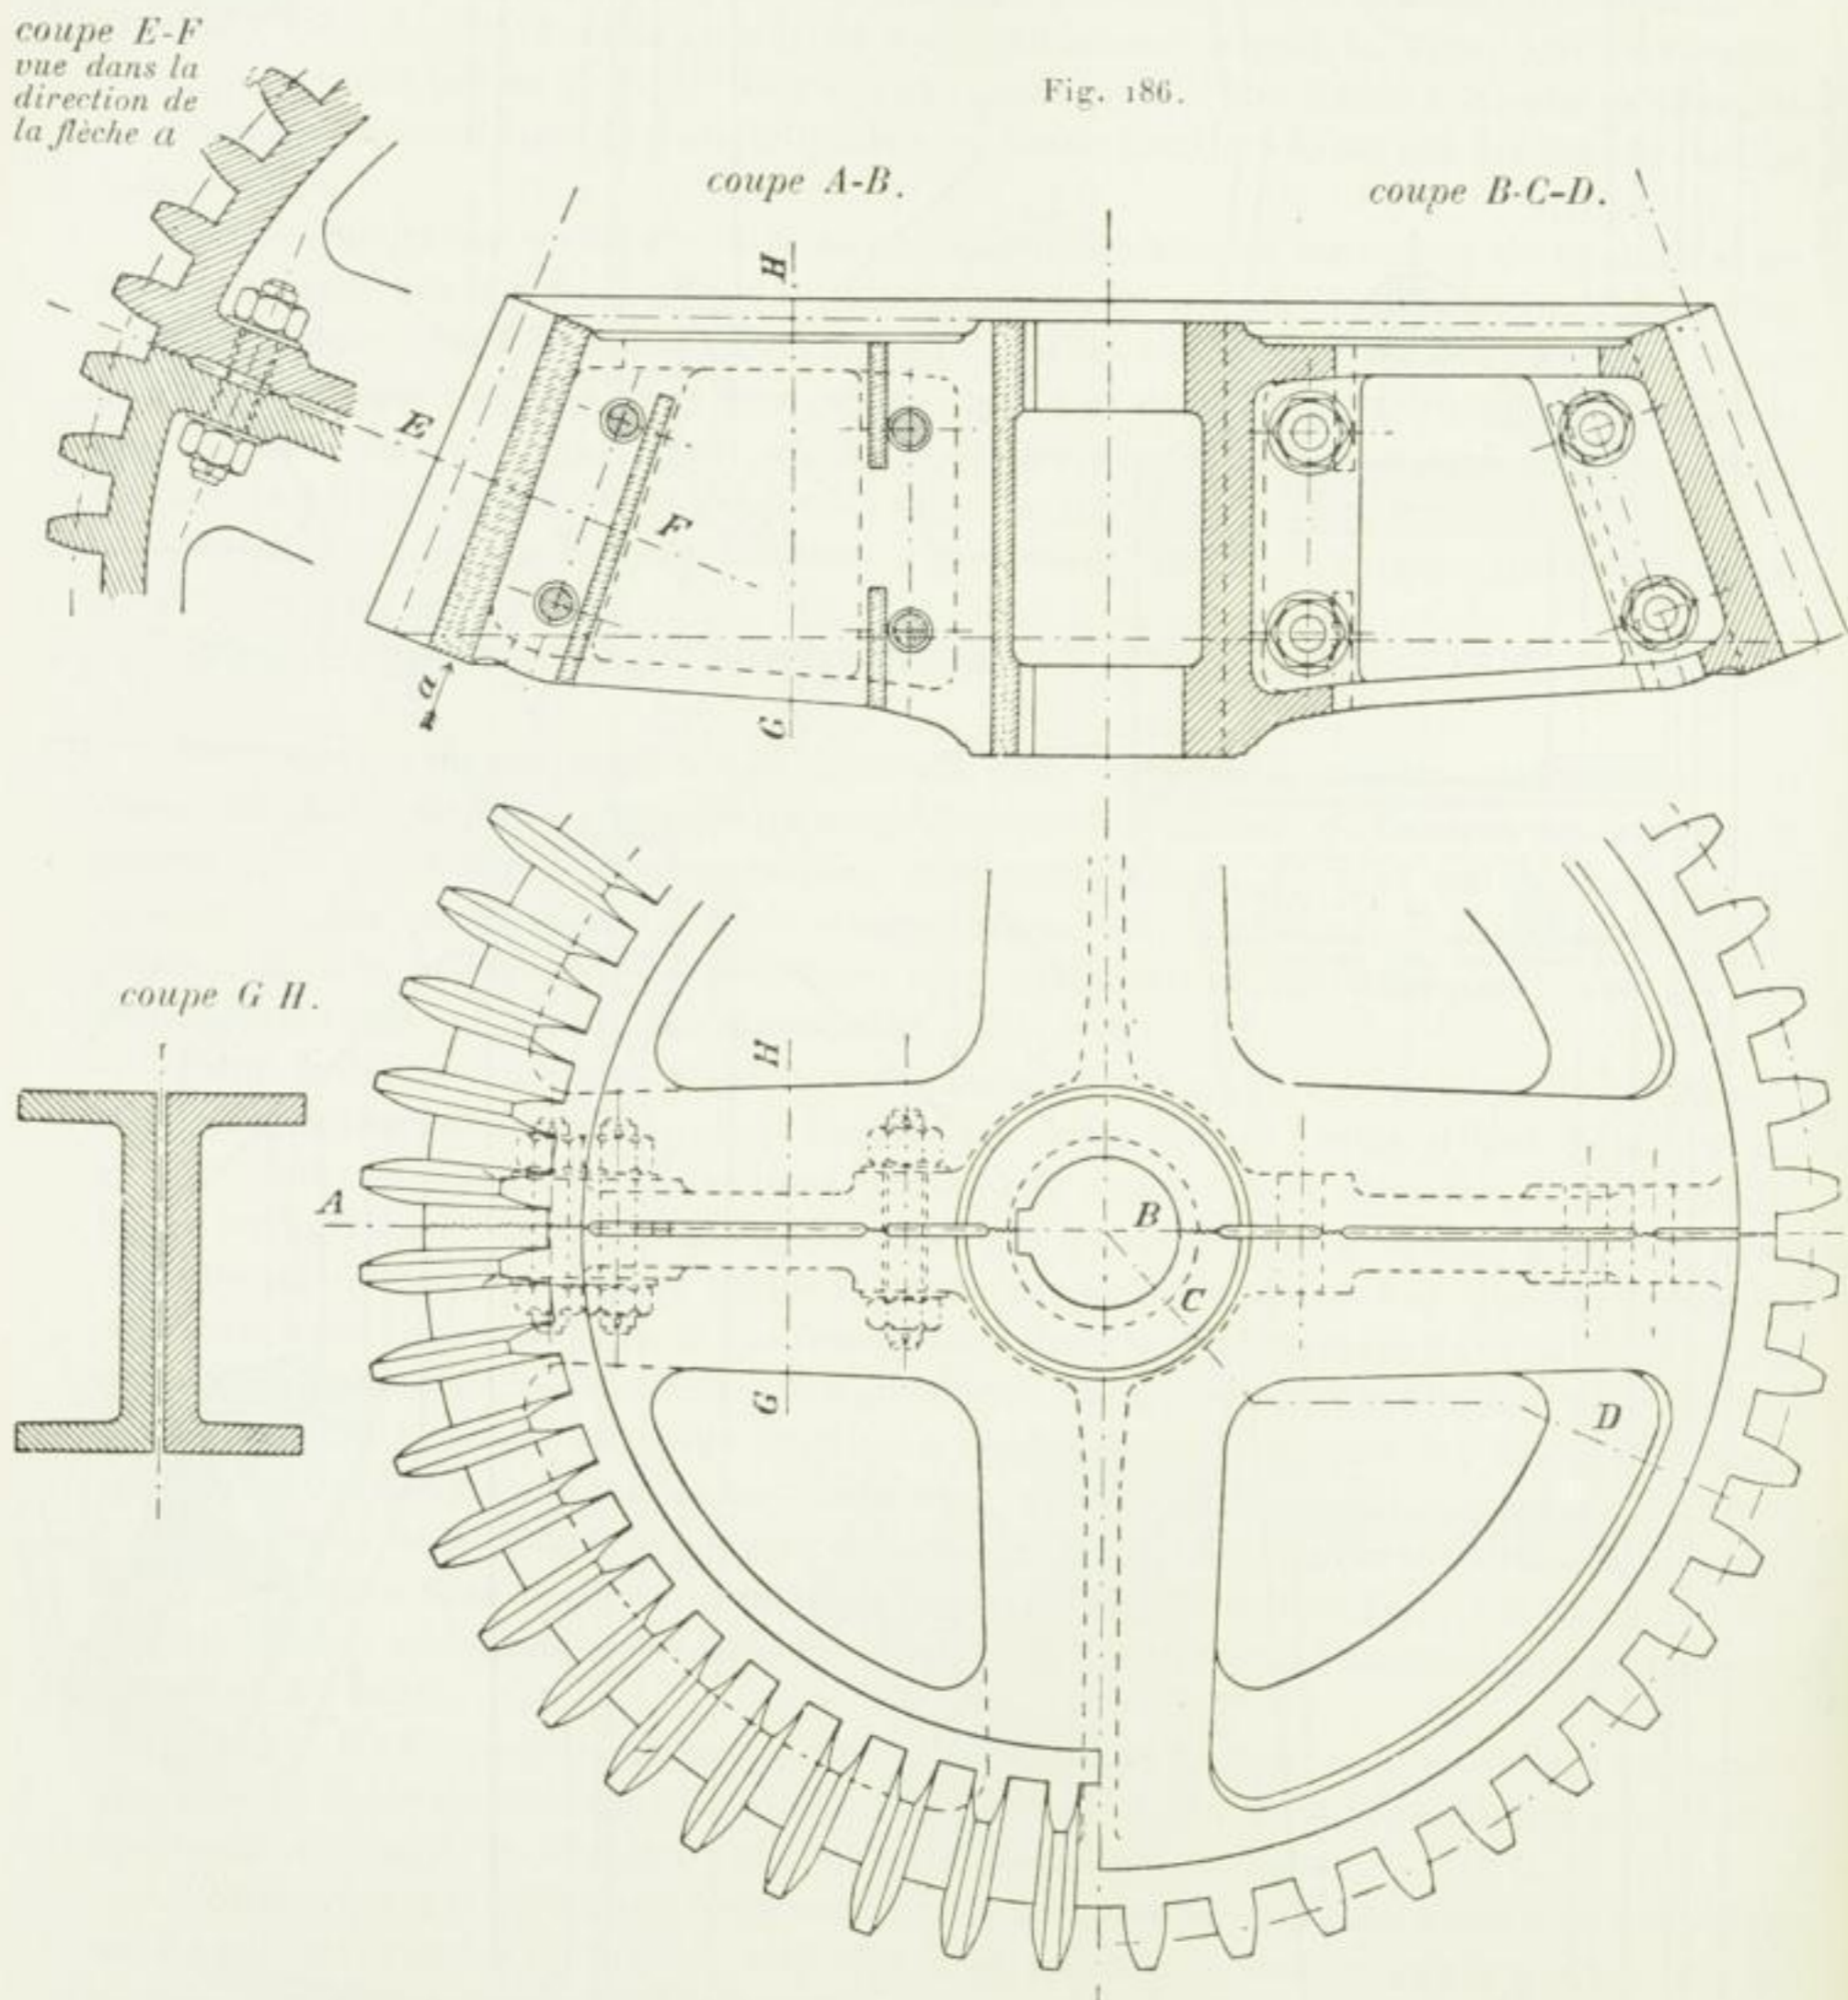 coupe E-F
vue dans la
direction de
la flèche a
Fig. 186.
coupe A-B.
coupe B-C-D.
H
E
F
a
G
coupe G H.
H
A
B
C
G
D